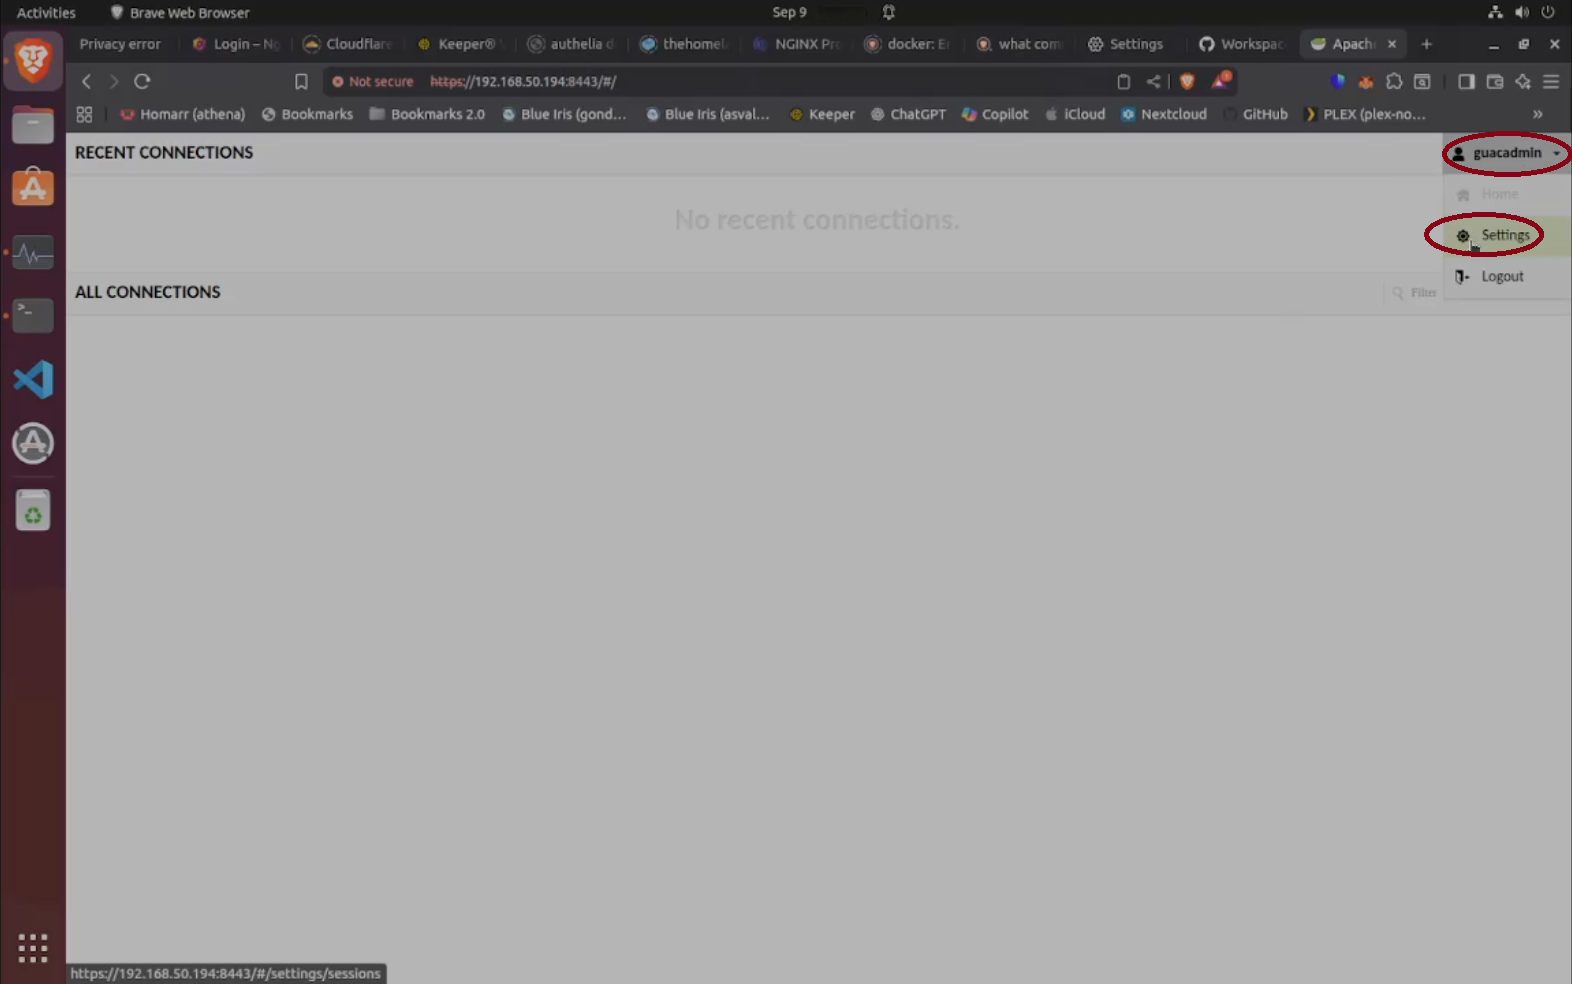 Activities Brave Web Browser Sep 9
Privacy error Login – Ng Cloudflare Keeper® authelia d thehomel NGINX Pro docker: Er what com Settings Workspac Apach
Not secure https://192.168.50.194:8443/#/
Homarr (athena) Bookmarks Bookmarks 2.0 Blue Iris (gond... Blue Iris (asval... Keeper ChatGPT Copilot iCloud Nextcloud GitHub PLEX (plex-no... »
RECENT CONNECTIONS guacadmin
Home
No recent connections.
Settings
Logout
ALL CONNECTIONS Filter
https://192.168.50.194:8443/#/settings/sessions